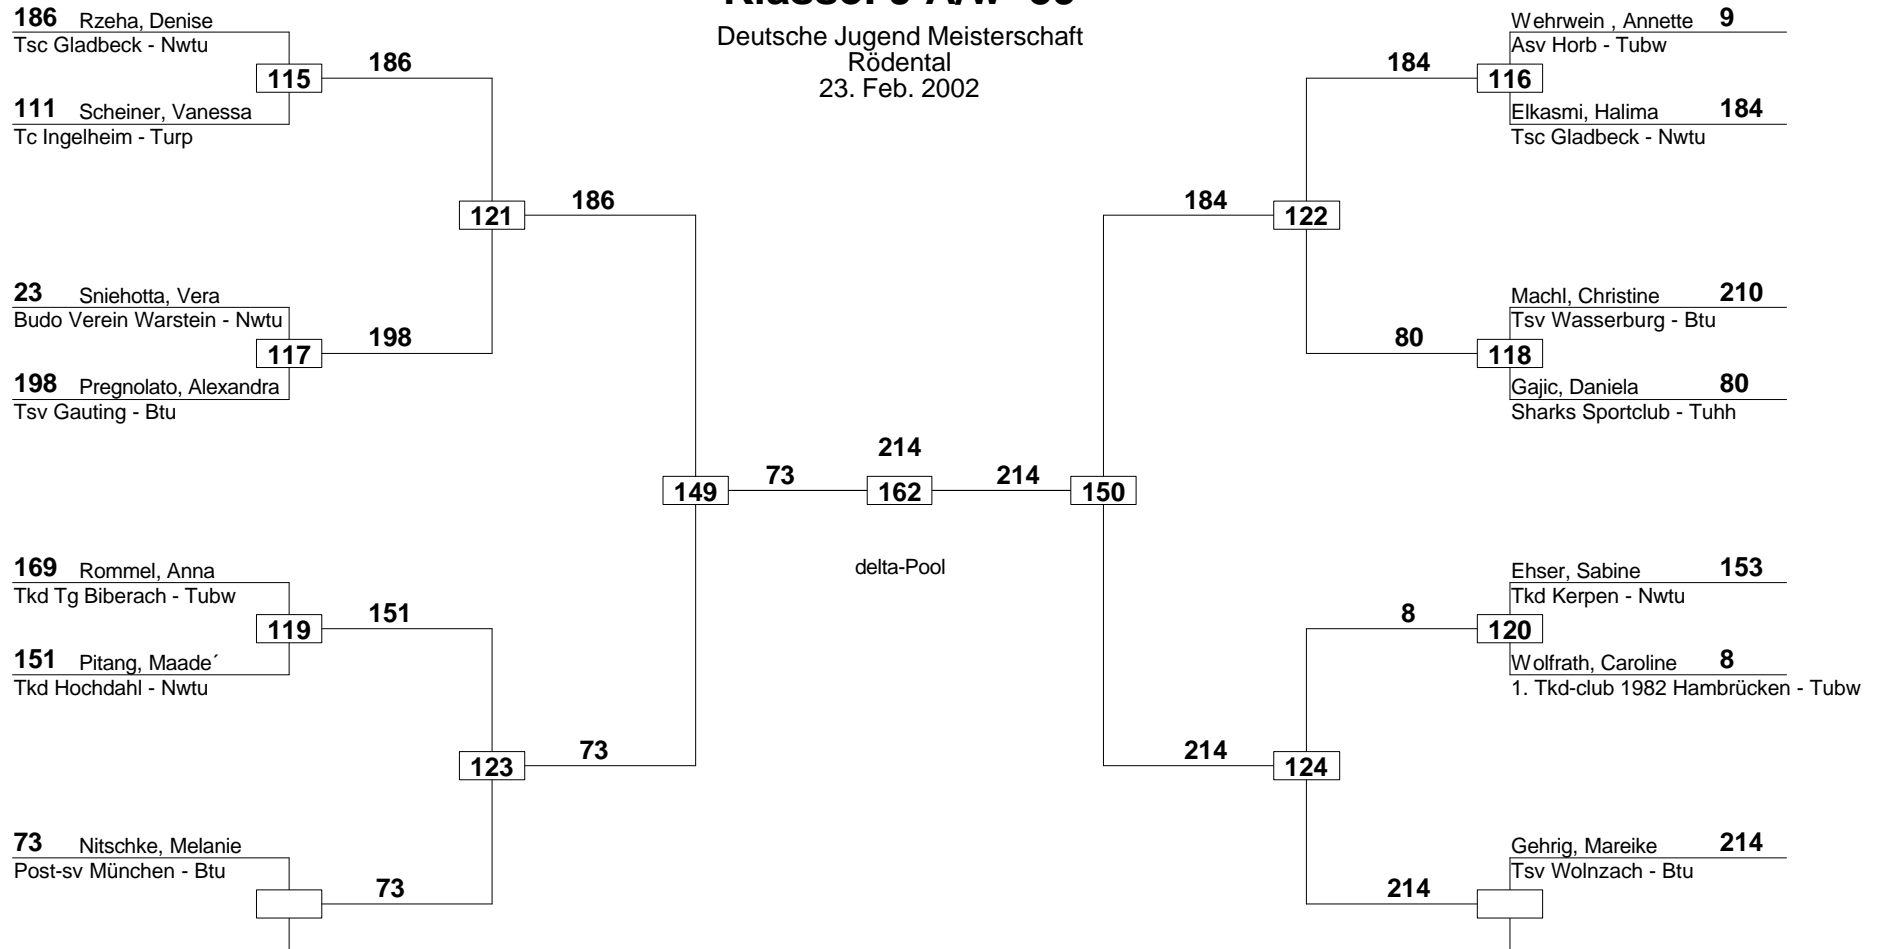 Deutsche Jugend Meisterschaft
Rödental
23. Feb. 2002
186 Rzeha, Denise
Tsc Gladbeck - Nwtu
115
186
111 Scheiner, Vanessa
Tc Ingelheim - Turp
121
186
23 Sniehotta, Vera
Budo Verein Warstein - Nwtu
117
198
198 Pregnolato, Alexandra
Tsv Gauting - Btu
149
73
169 Rommel, Anna
Tkd Tg Biberach - Tubw
119
151
151 Pitang, Maade´
Tkd Hochdahl - Nwtu
123
73
73 Nitschke, Melanie
Post-sv München - Btu
73
214
162
delta-Pool
Wehrwein , Annette 9
Asv Horb - Tubw
184
116
Elkasmi, Halima 184
Tsc Gladbeck - Nwtu
184
122
Machl, Christine 210
Tsv Wasserburg - Btu
80
118
Gajic, Daniela 80
Sharks Sportclub - Tuhh
214
150
Ehser, Sabine 153
Tkd Kerpen - Nwtu
8
120
Wolfrath, Caroline 8
1. Tkd-club 1982 Hambrücken - Tubw
214
124
Gehrig, Mareike 214
Tsv Wolnzach - Btu
214